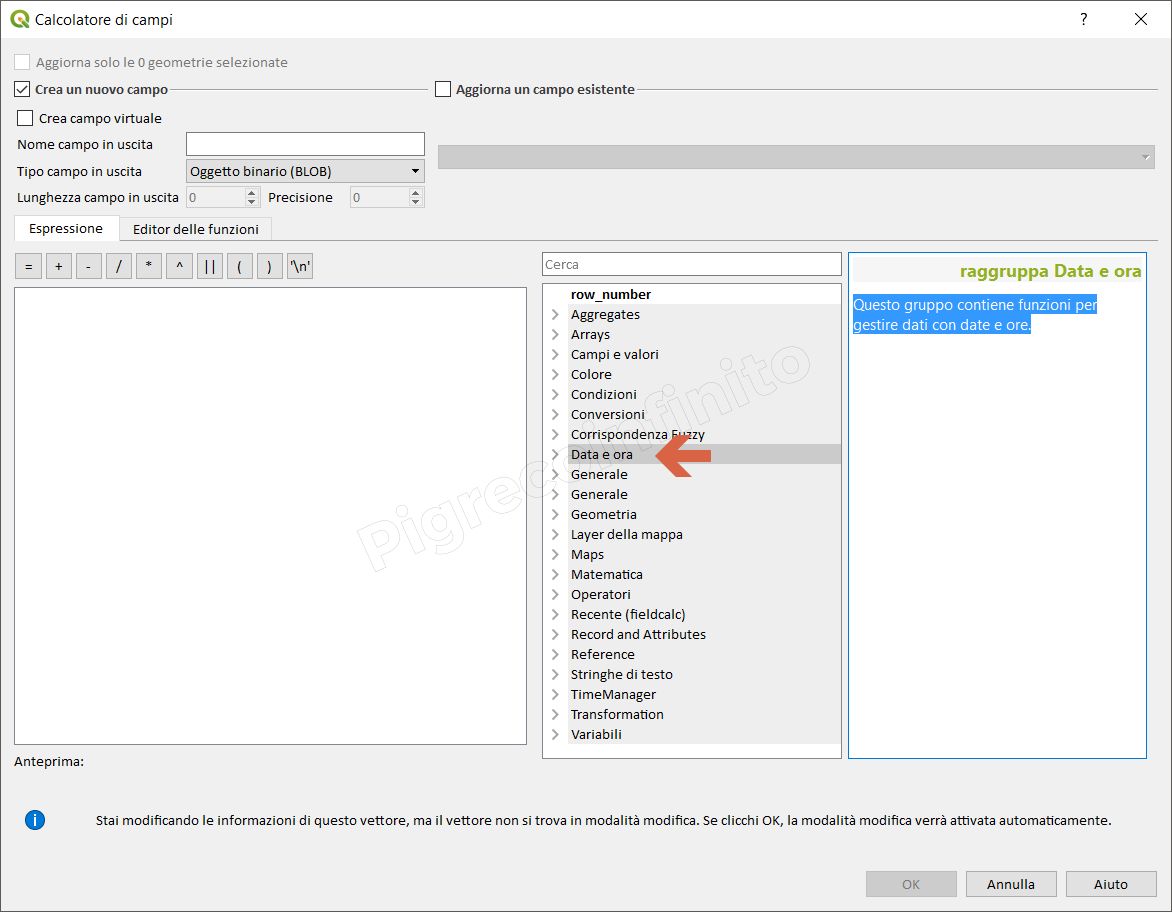 Calcolatore di campi
?
Aggiorna solo le 0 geometrie selezionate
Crea un nuovo campo
Aggiorna un campo esistente
Crea campo virtuale
Nome campo in uscita
Tipo campo in uscita
Oggetto binario (BLOB)
Lunghezza campo in uscita 0 Precisione 0
Espressione
Editor delle funzioni
= + - / * ^ || ( ) '\n'
Cerca
row_number
Aggregates
Arrays
Campi e valori
Colore
Condizioni
Conversioni
Corrispondenza Fuzzy
Data e ora
Generale
Generale
Geometria
Layer della mappa
Maps
Matematica
Operatori
Recente (fieldcalc)
Record and Attributes
Reference
Stringhe di testo
TimeManager
Transformation
Variabili
raggruppa Data e ora
Questo gruppo contiene funzioni per
gestire dati con date e ore.
Pigrecoinfinito
Anteprima:
Stai modificando le informazioni di questo vettore, ma il vettore non si trova in modalità modifica. Se clicchi OK, la modalità modifica verrà attivata automaticamente.
OK
Annulla
Aiuto